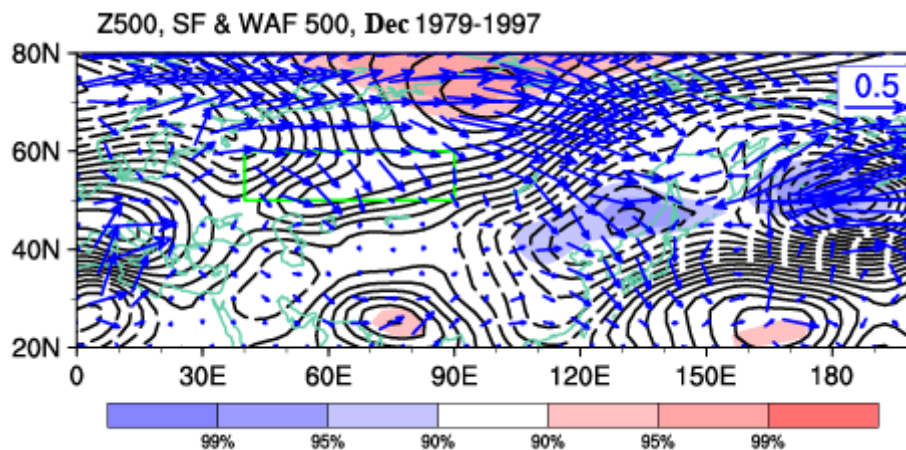 Z500, SF & WAF 500, Dec 1979-1997
80N
0.5
60N
40N
20N
0 30E 60E 90E 120E 150E 180
99% 95% 90% 90% 95% 99%